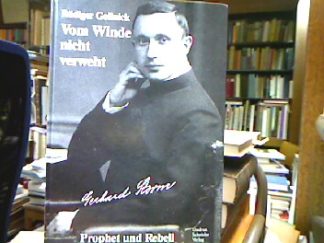 Rüdiger Gollnick
Vom Winde
nicht
verweht
Gerhard Storm
Prophet und Rebell